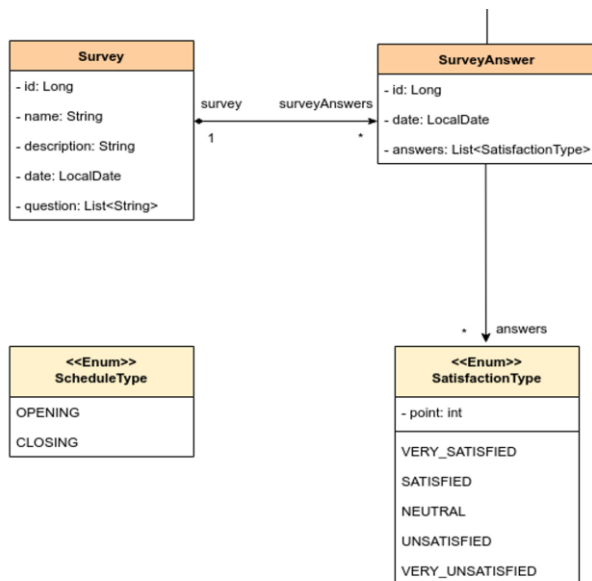 Survey
- id: Long
- name: String
- description: String
- date: LocalDate
- question: List<String>
survey
surveyAnswers
1
*
SurveyAnswer
- id: Long
- date: LocalDate
- answers: List<SatisfactionType>
* answers
<<Enum>>
ScheduleType
OPENING
CLOSING
<<Enum>>
SatisfactionType
- point: int
VERY_SATISFIED
SATISFIED
NEUTRAL
UNSATISFIED
VERY_UNSATISFIED